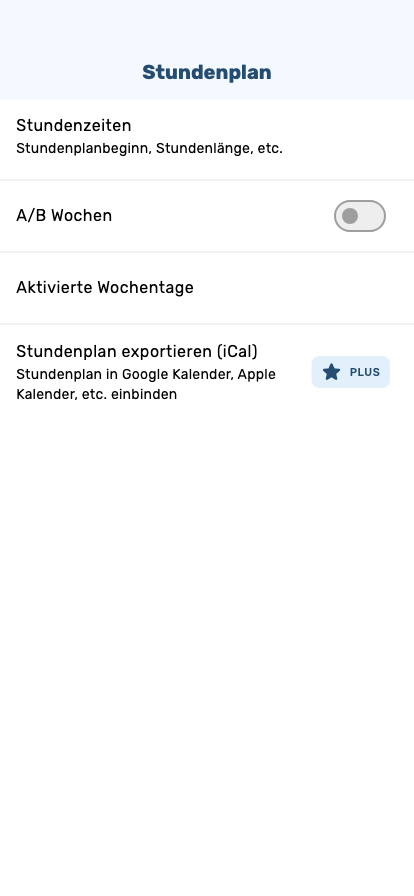 Stundenplan
Stundenzeiten
Stundenplanbeginn, Stundenlänge, etc.
A/B Wochen
Aktivierte Wochentage
Stundenplan exportieren (iCal)
Stundenplan in Google Kalender, Apple
Kalender, etc. einbinden
PLUS